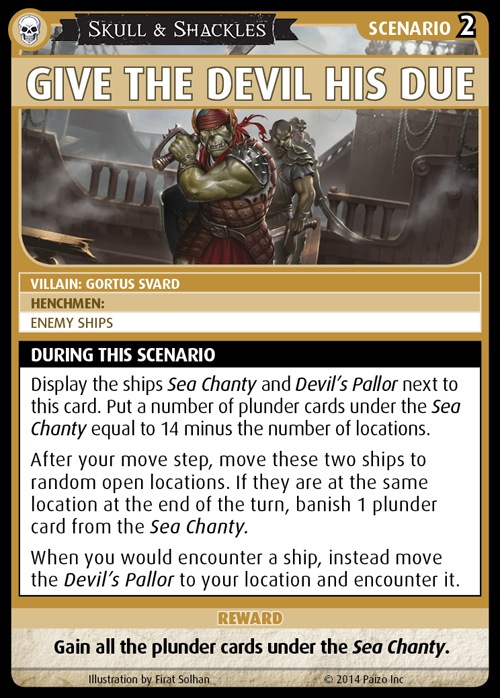 SKULL & SHACKLES
SCENARIO 2
GIVE THE DEVIL HIS DUE
VILLAIN: GORTUS SVARD
HENCHMEN:
ENEMY SHIPS
DURING THIS SCENARIO
Display the ships Sea Chanty and Devil's Pallor next to
this card. Put a number of plunder cards under the Sea
Chanty equal to 14 minus the number of locations.
After your move step, move these two ships to
random open locations. If they are at the same
location at the end of the turn, banish 1 plunder
card from the Sea Chanty.
When you would encounter a ship, instead move
the Devil's Pallor to your location and encounter it.
REWARD
Gain all the plunder cards under the Sea Chanty.
Illustration by Firat Solhan
© 2014 Paizo Inc